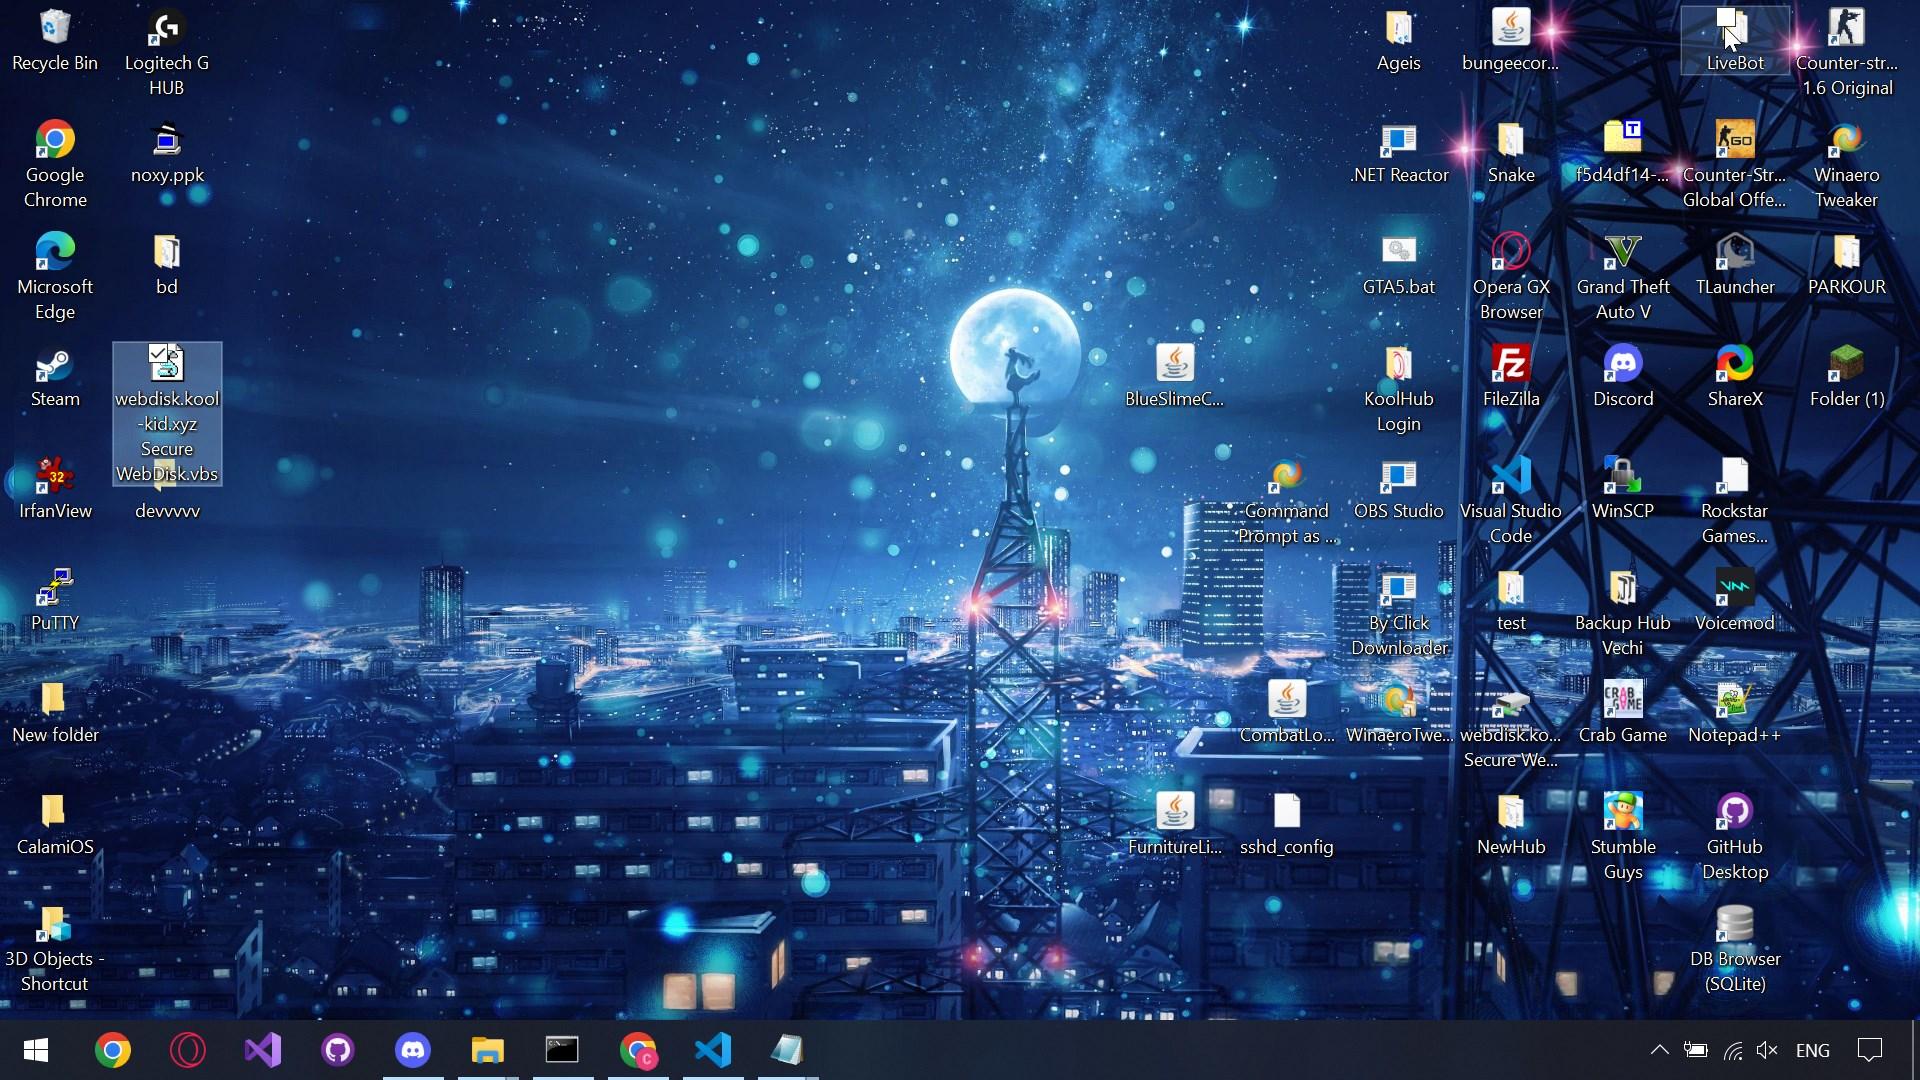 Recycle Bin
Logitech G
HUB
Google
Chrome
noxy.ppk
Microsoft
Edge
bd
Steam
webdisk.kool
-kid.xyz
Secure
WebDisk.vbs
32
IrfanView
devvvvv
PuTTY
New folder
CalamiOS
3D Objects -
Shortcut
Ageis
bungeecor...
LiveBot
Counter-str...
1.6 Original
.NET Reactor
Snake
T
f5d4df14-...
GO
Counter-Str...
Global Offe...
Winaero
Tweaker
GTA5.bat
Opera GX
Browser
Grand Theft
Auto V
TLauncher
PARKOUR
BlueSlimeC...
KoolHub
Login
Fz
FileZilla
Discord
ShareX
Folder (1)
Command
Prompt as ...
OBS Studio
Visual Studio
Code
WinSCP
Rockstar
Games...
By Click
Downloader
test
Backup Hub
Vechi
Voicemod
CombatLo...
WinaeroTwe...
webdisk.ko...
Secure We...
CRAB
GAME
Crab Game
Notepad++
FurnitureLi...
sshd_config
NewHub
Stumble
Guys
GitHub
Desktop
DB Browser
(SQLite)
C
ENG